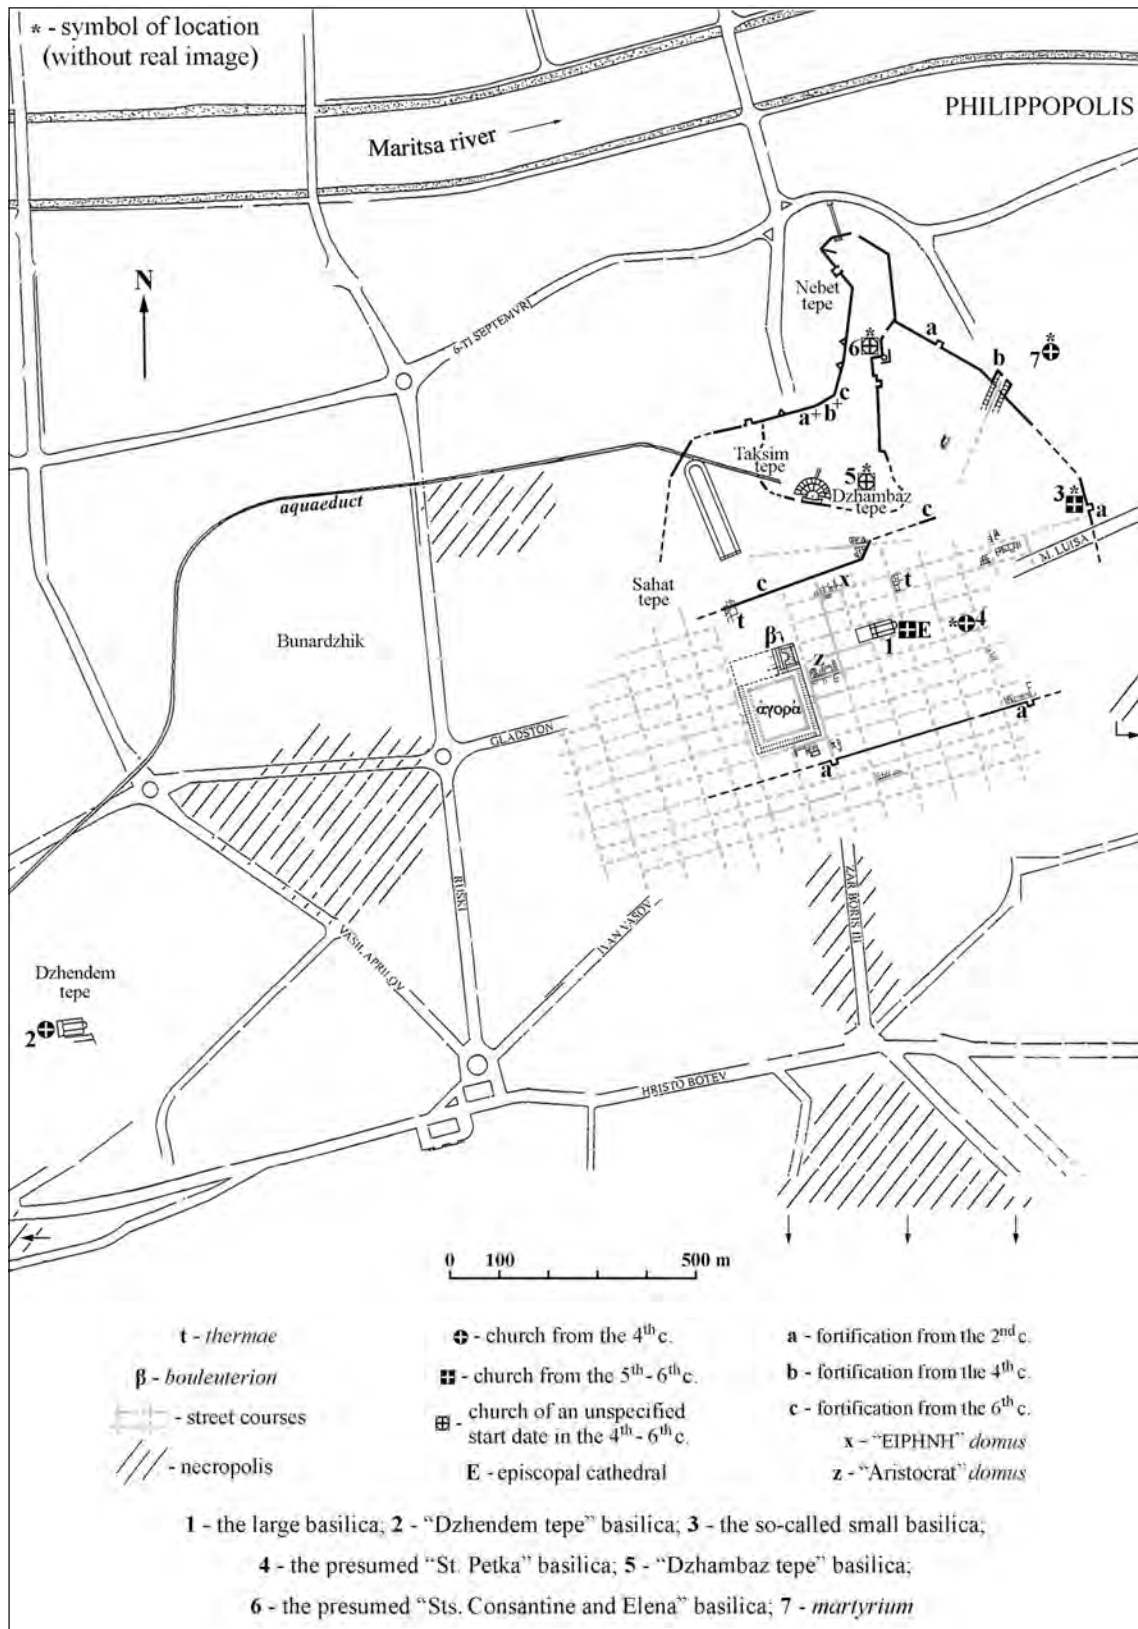 * - symbol of location
(without real image)
PHILIPPOPOLIS
Maritsa river
N
6-TI SEPTEMVRI
Nebet
tepe
*
6
a
b
*
7
c
a+b+
Taksim
tepe
*
5
Dzhambaz
tepe
3
*
a
aquaeduct
c
M. LUISA
Sahat
tepe
c
x
t
t
Bunardzhik
β
1
E
*
4
z
ἀγορά
a
GLADSTON
a
RUSKI
ZAR BORIS III
VASIL APRILOV
IVAN VASOV
Dzhendem
tepe
2
HRISTO BOTEV
0 100 500 m
t - thermae
β - bouleuterion
- street courses
- necropolis
- church from the 4th c.
- church from the 5th - 6th c.
- church of an unspecified
start date in the 4th - 6th c.
E - episcopal cathedral
a - fortification from the 2nd c.
b - fortification from the 4th c.
c - fortification from the 6th c.
x - "ΕΙΡΗΝΗ" domus
z - "Aristocrat" domus
1 - the large basilica; 2 - "Dzhendem tepe" basilica; 3 - the so-called small basilica;
4 - the presumed "St. Petka" basilica; 5 - "Dzhambaz tepe" basilica;
6 - the presumed "Sts. Consantine and Elena" basilica; 7 - martyrium